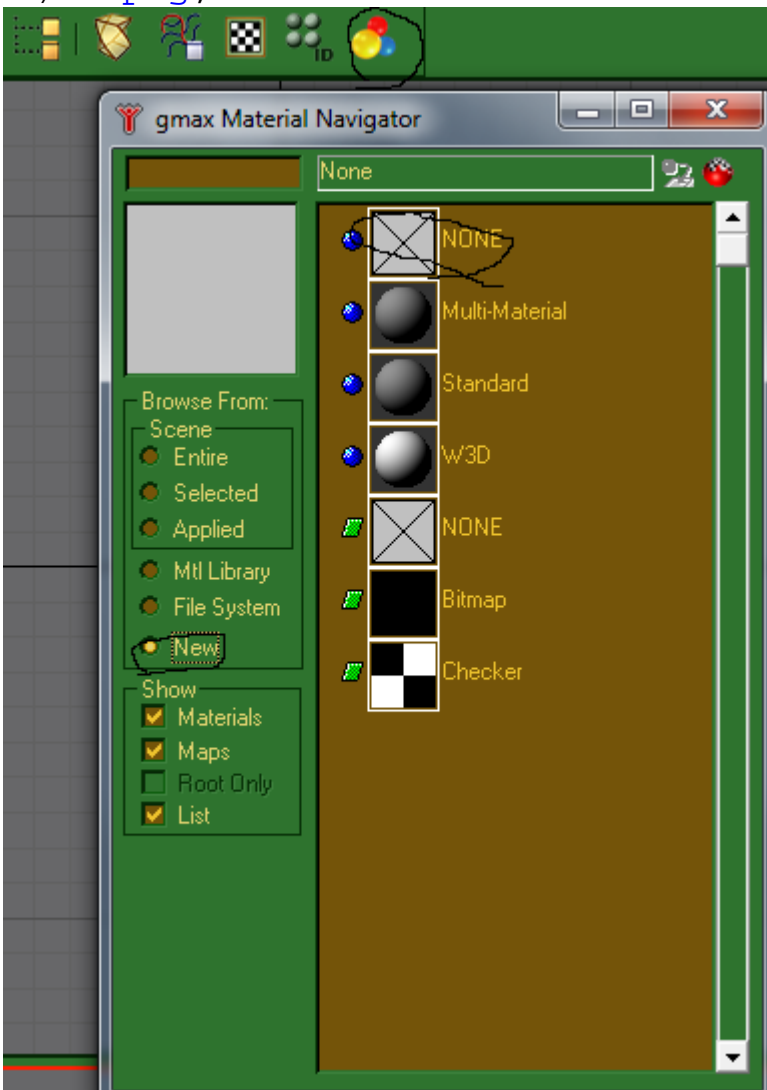 ID
gmax Material Navigator
None
NONE
Multi-Material
Standard
W3D
NONE
Bitmap
Checker
Browse From:
Scene
Entire
Selected
Applied
Mtl Library
File System
New
Show
Materials
Maps
Root Only
List